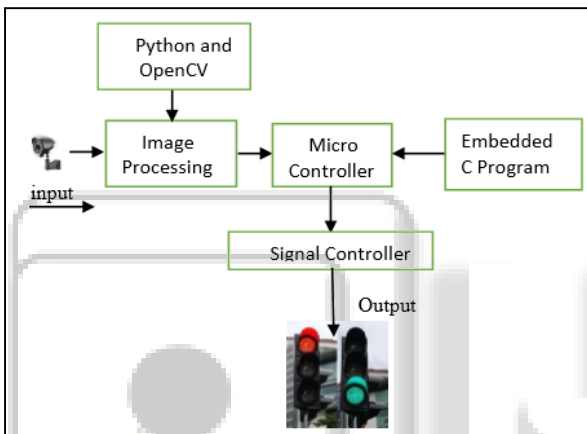 Python and
OpenCV
Image
Processing
Micro
Controller
Embedded
C Program
input
Signal Controller
Output